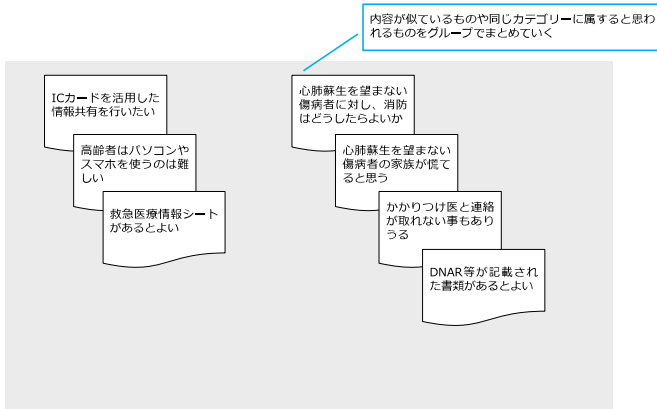 内容が似ているものや同じカテゴリーに属すると思わ
れるものをグループでまとめていく
ICカードを活用した
情報共有を行いたい
高齢者はパソコンや
スマホを使うのは難
しい
救急医療情報シート
があるとよい
心肺蘇生を望まない
傷病者に対し、消防
はどうしたらよいか
心肺蘇生を望まない
傷病者の家族が慌て
ると思う
かかりつけ医と連絡
が取れない事もあり
うる
DNAR等が記載され
た書類があるとよい